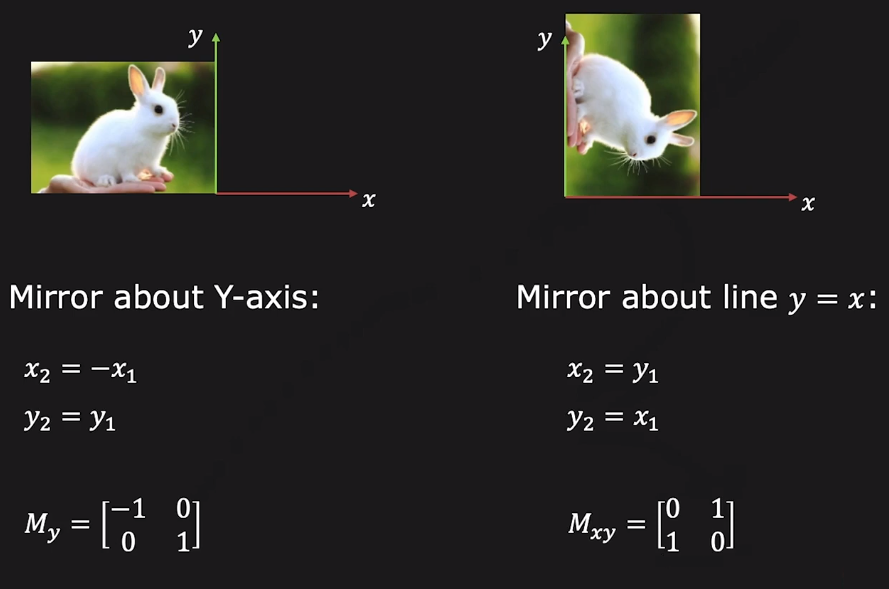 y
x
y
x
Mirror about Y-axis:
x₂ = −x₁
y₂ = y₁
M_y = [−1 0
0 1]
Mirror about line y = x:
x₂ = y₁
y₂ = x₁
M_xy = [0 1
1 0]